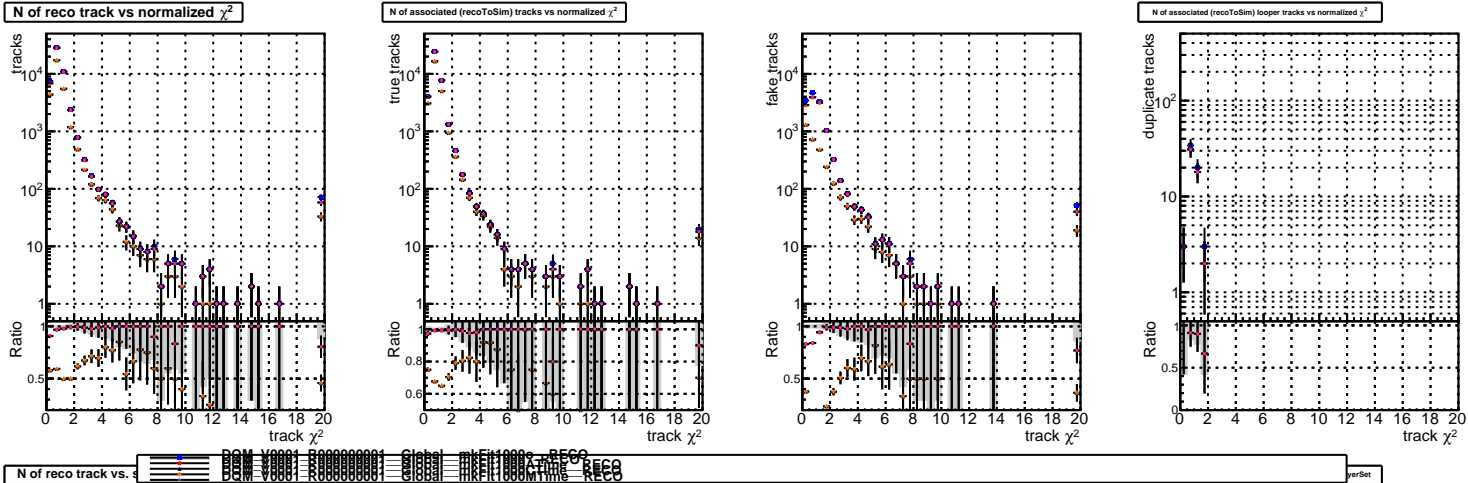 N of reco track vs normalized χ²
N of associated (recoToSim) tracks vs normalized χ²
N of associated (recoToSim) looper tracks vs normalized χ²
tracks
10⁴
10³
10²
10
1
Ratio
1
0.5
0 2 4 6 8 10 12 14 16 18 20
track χ²
true tracks
10⁴
10³
10²
10
1
Ratio
1
0.8
0.6
0 2 4 6 8 10 12 14 16 18 20
track χ²
fake tracks
10⁴
10³
10²
10
1
Ratio
1
0.5
0 2 4 6 8 10 12 14 16 18 20
track χ²
duplicate tracks
10²
10
1
Ratio
1
0.5
0
0 2 4 6 8 10 12 14 16 18 20
track χ²
DQM_V0001_R000000001__Global__mkFit1000o__RECO
DQM_V0001_R000000001__Global__mkFit1000ATime__RECO
DQM_V0001_R000000001__Global__mkFit1000MTime__RECO
N of reco track vs. s
yerSet